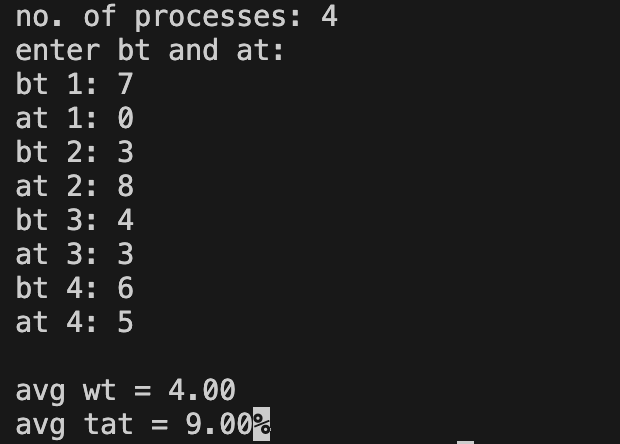 no. of processes: 4
enter bt and at:
bt 1: 7
at 1: 0
bt 2: 3
at 2: 8
bt 3: 4
at 3: 3
bt 4: 6
at 4: 5
avg wt = 4.00
avg tat = 9.00%